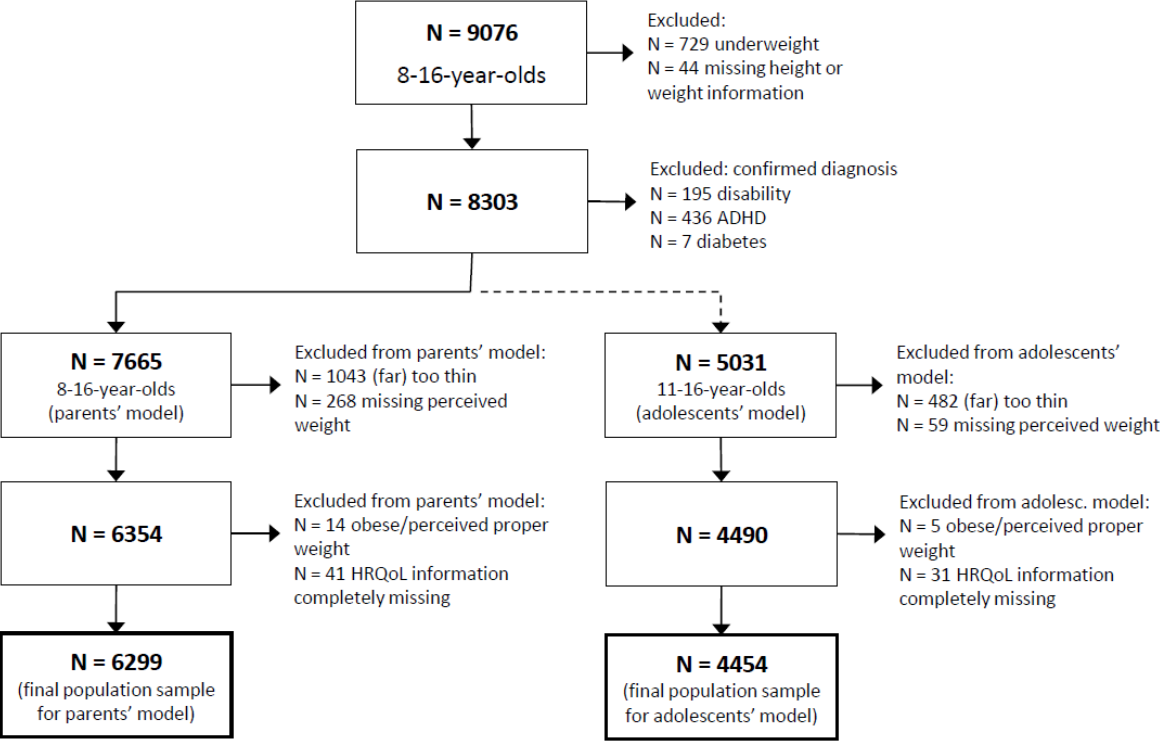 N = 9076
8-16-year-olds
Excluded:
N = 729 underweight
N = 44 missing height or
weight information
N = 8303
Excluded: confirmed diagnosis
N = 195 disability
N = 436 ADHD
N = 7 diabetes
N = 7665
8-16-year-olds
(parents’ model)
Excluded from parents’ model:
N = 1043 (far) too thin
N = 268 missing perceived
weight
N = 5031
11-16-year-olds
(adolescents’ model)
Excluded from adolescents’
model:
N = 482 (far) too thin
N = 59 missing perceived weight
N = 6354
Excluded from parents’ model:
N = 14 obese/perceived proper
weight
N = 41 HRQoL information
completely missing
N = 4490
Excluded from adolesc. model:
N = 5 obese/perceived proper
weight
N = 31 HRQoL information
completely missing
N = 6299
(final population sample
for parents’ model)
N = 4454
(final population sample
for adolescents’ model)